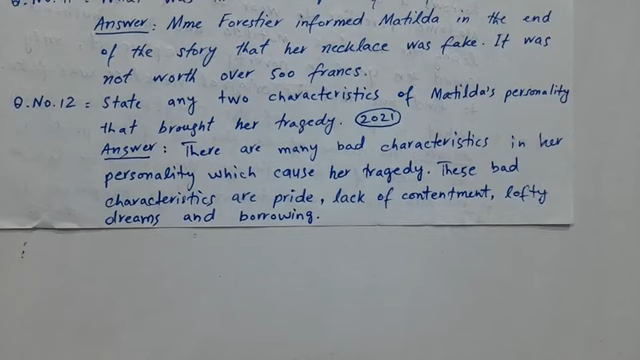 Answer: Mme Forestier informed Matilda in the end
of the story that her necklace was fake. It was
not worth over 500 francs.
Q.No.12 = State any two characteristics of Matilda's personality
that brought her tragedy. (2021)
Answer: There are many bad characteristics in her
personality which cause her tragedy. These bad
characteristics are pride, lack of contentment, lofty
dreams and borrowing.